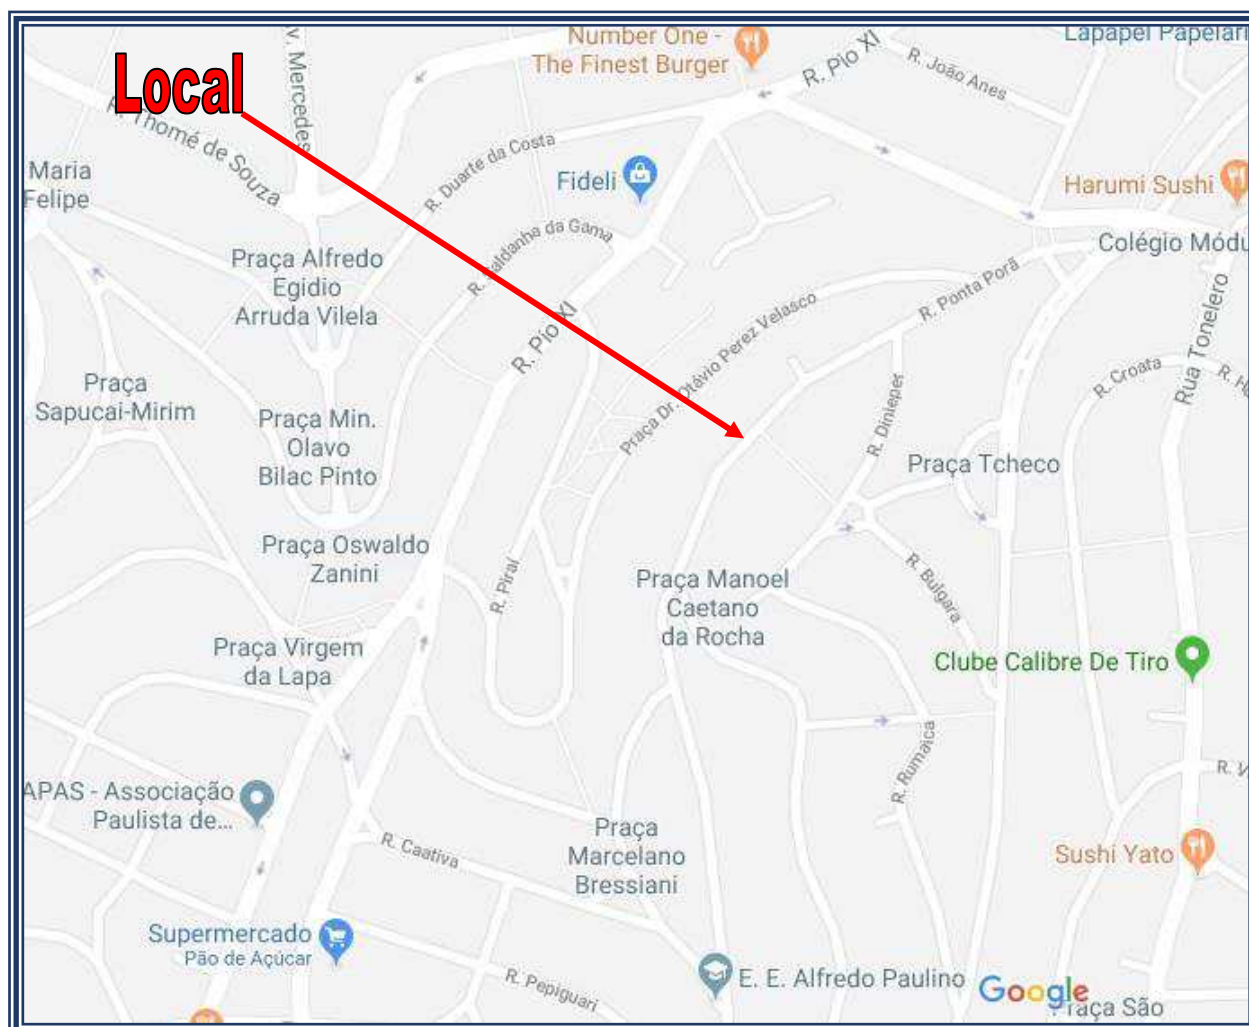 Local
v. Mercedes
Number One -
The Finest Burger
R. Pio XI
R. João Anes
Lapapel Papelari
R. Thomé de Souza
R. Duarte da Costa
Maria
Felipe
Fideli
Harumi Sushi
R. Saldanha da Gama
Colégio Módu
Praça Alfredo
Egidio
Arruda Vilela
R. Ponta Porã
Rua Tonelero
R. Pio XI
Praça Dr. Otávio Perez Velasco
R. Croata
R. Ha
Praça
Sapucai-Mirim
Praça Min.
Olavo
Bilac Pinto
R. Dinieper
Praça Tcheco
Praça Oswaldo
Zanini
R. Piraí
Praça Manoel
Caetano
da Rocha
R. Bulgara
Praça Virgem
da Lapa
Clube Calibre De Tiro
R. Rumaica
R. V
APAS - Associação
Paulista de...
R. Caativa
Praça
Marcelano
Bressiani
Sushi Yato
Supermercado
Pão de Açúcar
R. Pepiguari
E. E. Alfredo Paulino
Google
Praça São